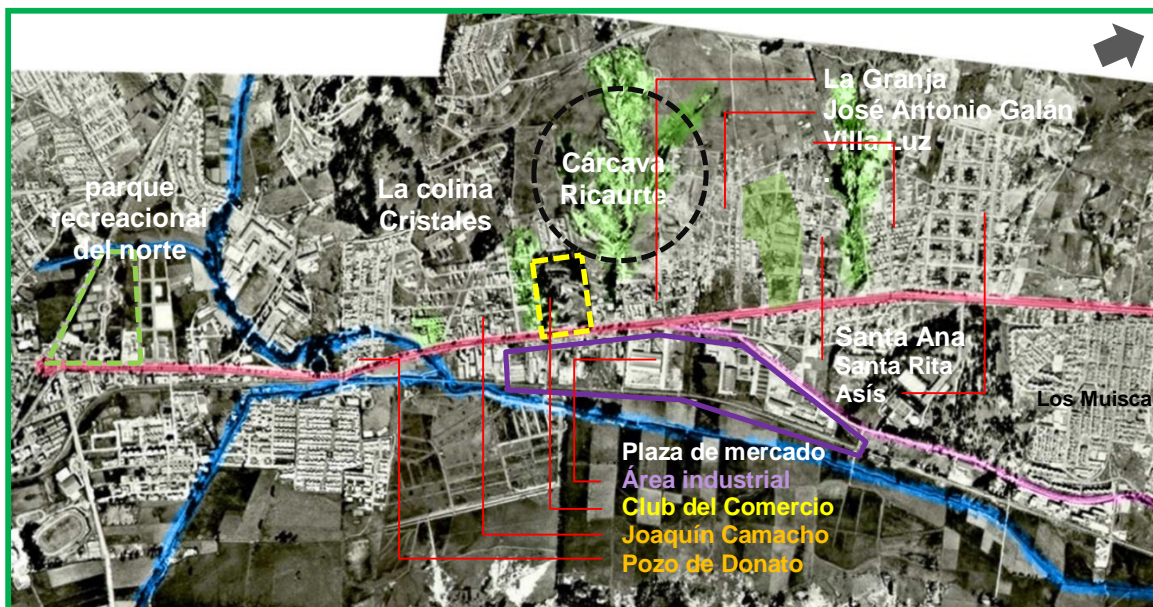 La Granja
José Antonio Galán
Villa Luz
Cárcava
Ricaurte
La colina
Cristales
parque
recreacional
del norte
Santa Ana
Santa Rita
Asís
Los Muisca
Plaza de mercado
Área industrial
Club del Comercio
Joaquín Camacho
Pozo de Donato